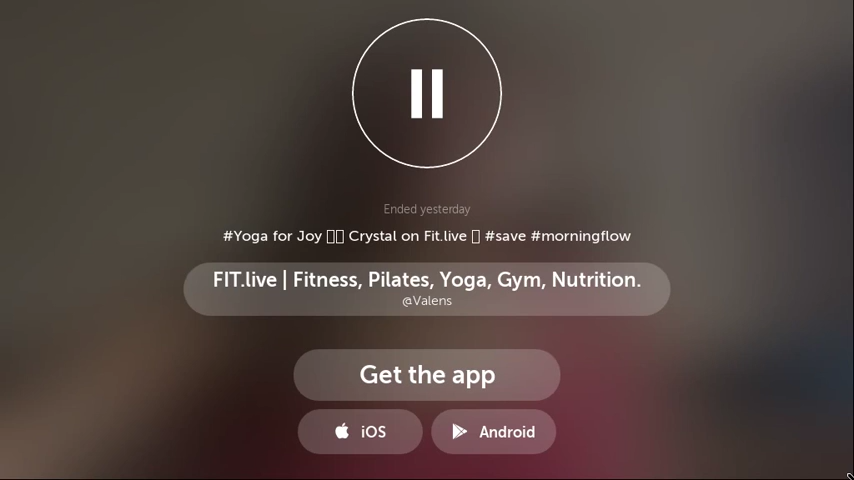 Ended yesterday
#Yoga for Joy Crystal on Fit.live #save #morningflow
FIT.live | Fitness, Pilates, Yoga, Gym, Nutrition.
@Valens
Get the app
iOS
Android